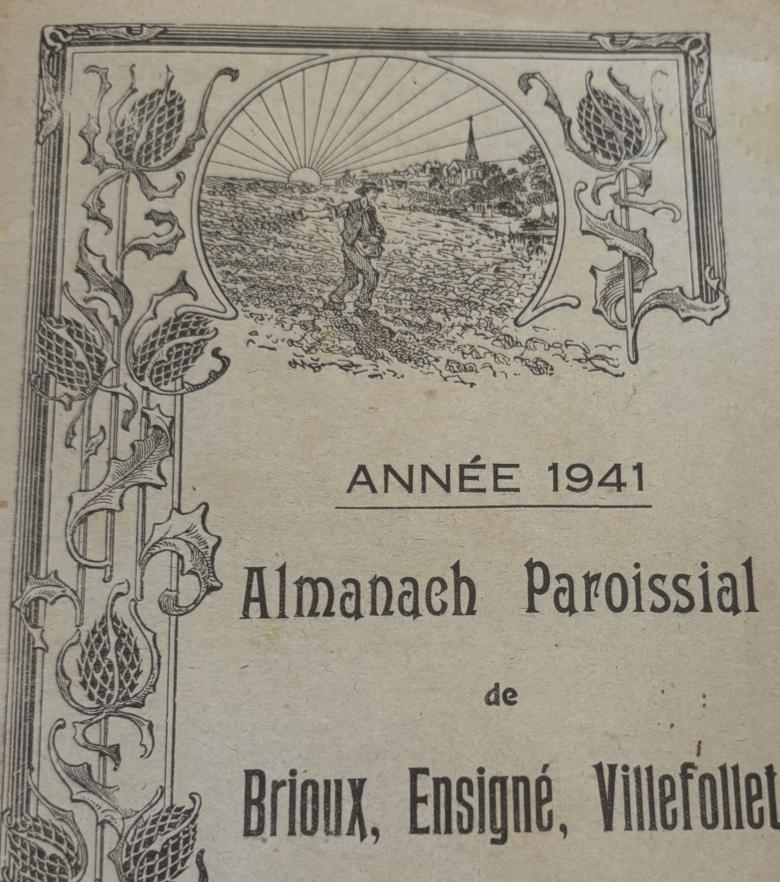 ANNÉE 1941
Almanach Paroissial
de
Brioux, Ensigné, Villefollet